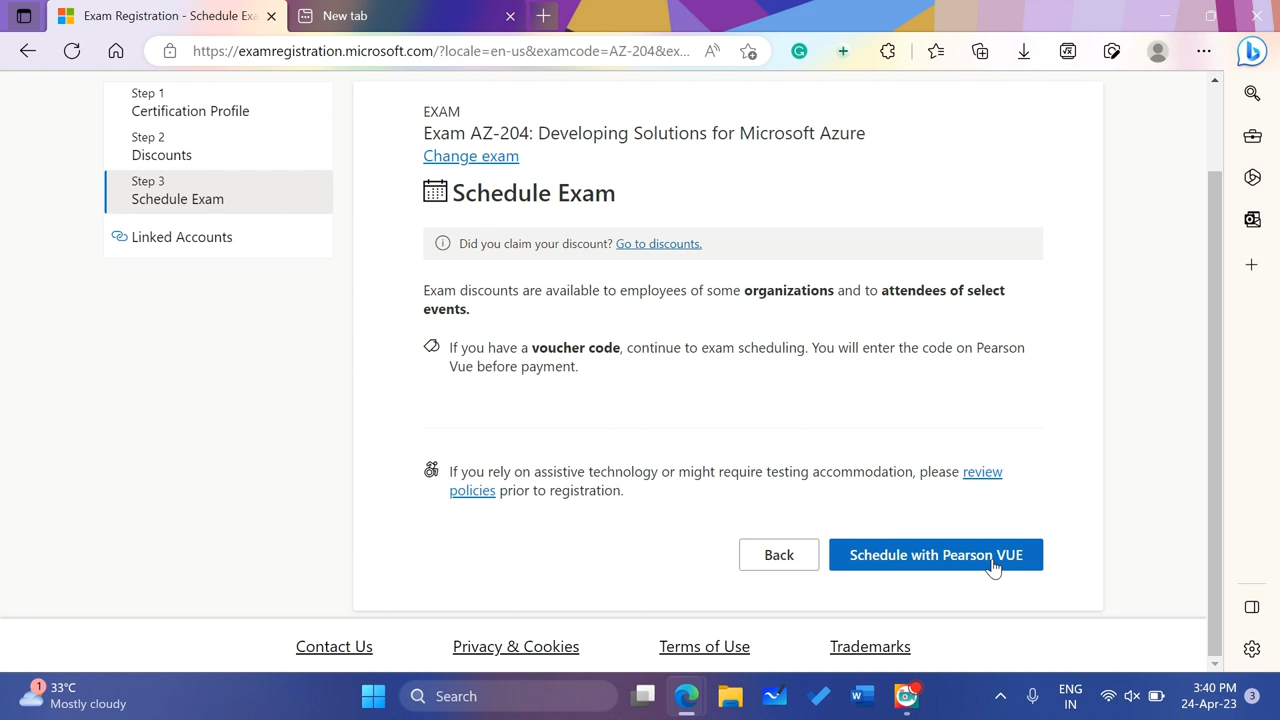 Exam Registration - Schedule Exa
New tab
https://examregistration.microsoft.com/?locale=en-us&examcode=AZ-204&ex...
Step 1
Certification Profile
Step 2
Discounts
Step 3
Schedule Exam
Linked Accounts
EXAM
Exam AZ-204: Developing Solutions for Microsoft Azure
Change exam
Schedule Exam
Did you claim your discount? Go to discounts.
Exam discounts are available to employees of some organizations and to attendees of select
events.
If you have a voucher code, continue to exam scheduling. You will enter the code on Pearson
Vue before payment.
If you rely on assistive technology or might require testing accommodation, please review
policies prior to registration.
Back
Schedule with Pearson VUE
Contact Us
Privacy & Cookies
Terms of Use
Trademarks
1
33°C
Mostly cloudy
Search
ENG
IN
3:40 PM
24-Apr-23
3